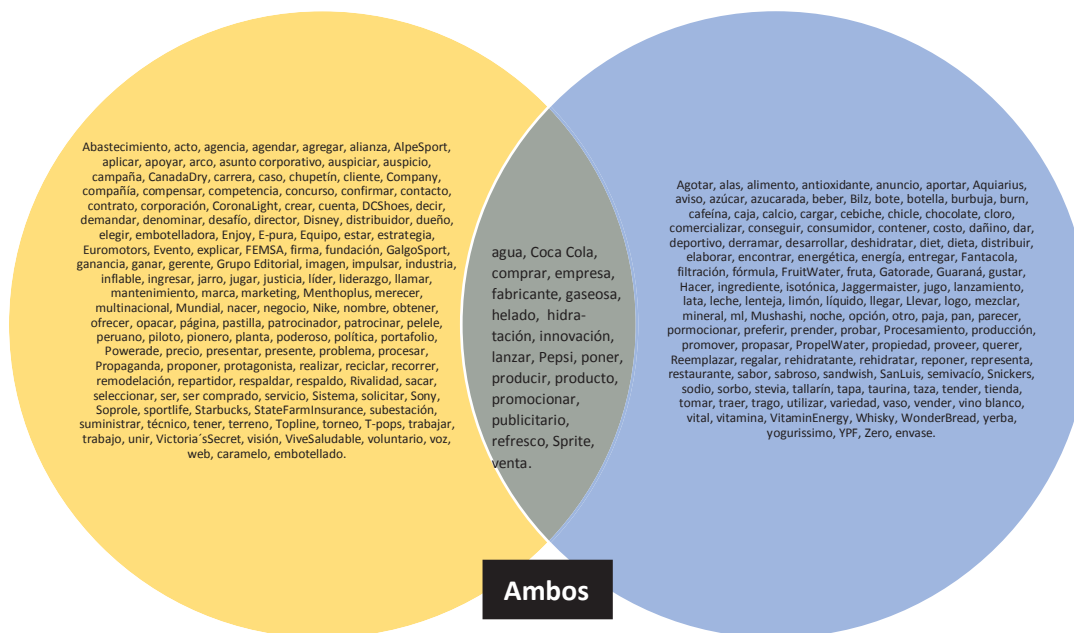 Abastecimiento, acto, agencia, agendar, agregar, alianza, AlpeSport,
aplicar, apoyar, arco, asunto corporativo, auspiciar, auspicio,
campaña, CanadaDry, carrera, caso, chupetín, cliente, Company,
compañía, compensar, competencia, concurso, confirmar, contacto,
contrato, corporación, CoronaLight, crear, cuenta, DCShoes, decir,
demandar, denominar, desafío, director, Disney, distribuidor, dueño,
elegir, embotelladora, Enjoy, E-pura, Equipo, estar, estrategia,
Euromotors, Evento, explicar, FEMSA, firma, fundación, GalgoSport,
ganancia, ganar, gerente, Grupo Editorial, imagen, impulsar, industria,
inflable, ingresar, jarro, jugar, justicia, líder, liderazgo, llamar,
mantenimiento, marca, marketing, Menthoplus, merecer,
multinacional, Mundial, nacer, negocio, Nike, nombre, obtener,
ofrecer, opacar, página, pastilla, patrocinador, patrocinar, pelele,
peruano, piloto, pionero, planta, poderoso, política, portafolio,
Powerade, precio, presentar, presente, problema, procesar,
Propaganda, proponer, protagonista, realizar, reciclar, recorrer,
remodelación, repartidor, respaldar, respaldo, Rivalidad, sacar,
seleccionar, ser, ser comprado, servicio, Sistema, solicitar, Sony,
Soprole, sportlife, Starbucks, StateFarmInsurance, subestación,
suministrar, técnico, tener, terreno, Topline, torneo, T-pops, trabajar,
trabajo, unir, Victoria´sSecret, visión, ViveSaludable, voluntario, voz,
web, caramelo, embotellado.
agua, Coca Cola,
comprar, empresa,
fabricante, gaseosa,
helado, hidra-
tación, innovación,
lanzar, Pepsi, poner,
producir, producto,
promocionar,
publicitario,
refresco, Sprite,
venta.
Agotar, alas, alimento, antioxidante, anuncio, aportar, Aquiarius,
aviso, azúcar, azucarada, beber, Bilz, bote, botella, burbuja, burn,
cafeína, caja, calcio, cargar, cebiche, chicle, chocolate, cloro,
comercializar, conseguir, consumidor, contener, costo, dañino, dar,
deportivo, derramar, desarrollar, deshidratar, diet, dieta, distribuir,
elaborar, encontrar, energética, energía, entregar, Fantacola,
filtración, fórmula, FruitWater, fruta, Gatorade, Guaraná, gustar,
Hacer, ingrediente, isotónica, Jaggermaister, jugo, lanzamiento,
lata, leche, lenteja, limón, líquido, llegar, Llevar, logo, mezclar,
mineral, ml, Mushashi, noche, opción, otro, paja, pan, parecer,
pormocionar, preferir, prender, probar, Procesamiento, producción,
promover, propasar, PropelWater, propiedad, proveer, querer,
Reemplazar, regalar, rehidratante, rehidratar, reponer, representa,
restaurante, sabor, sabroso, sandwish, SanLuis, semivacío, Snickers,
sodio, sorbo, stevia, tallarín, tapa, taurina, taza, tender, tienda,
tomar, traer, trago, utilizar, variedad, vaso, vender, vino blanco,
vital, vitamina, VitaminEnergy, Whisky, WonderBread, yerba,
yogurissimo, YPF, Zero, envase.
Ambos